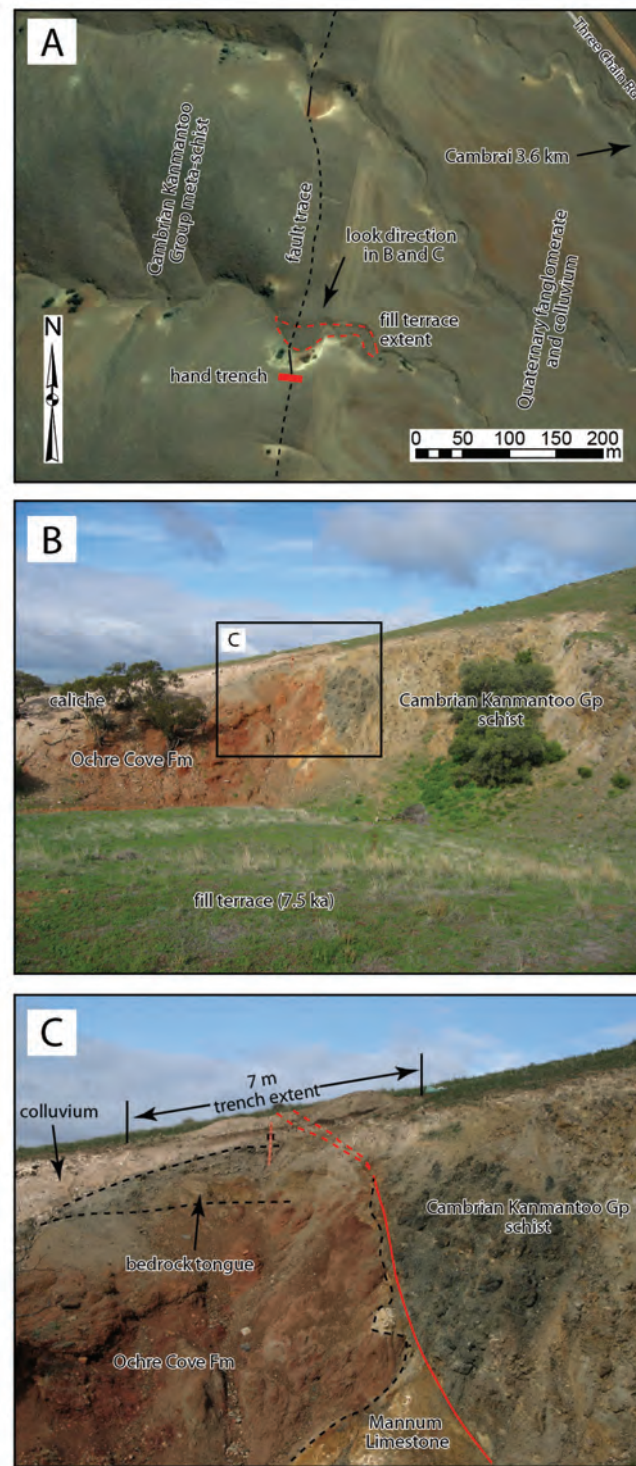 A
Three chain Rd
Cambrai 3.6 km
Cambrian Kanmantoo
Group meta-schist
fault trace
look direction
in B and C
Quaternary fanglomerate
and colluvium
fill terrace
extent
N
hand trench
0 50 100 150 200
m
B
C
caliche
Cambrian Kanmantoo Gp
schist
Ochre Cove Fm
fill terrace (7.5 ka)
C
7 m
trench extent
colluvium
Cambrian Kanmantoo Gp
schist
bedrock tongue
Ochre Cove Fm
Mannum
Limestone